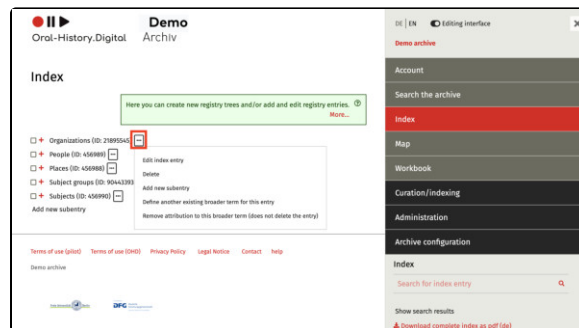 Oral-History.Digital
Demo
Archiv
DE | EN Editing interface
Demo archive
Index
Here you can create new registry trees and/or add and edit registry entries.
More...
Organizations (ID: 21895545)
People (ID: 456989)
Places (ID: 456988)
Subject groups (ID: 90443393
Subjects (ID: 456990)
Add new subentry
Edit index entry
Delete
Add new subentry
Define another existing broader term for this entry
Remove attribution to this broader term (does not delete the entry)
Terms of use (pilot) Terms of use (OHD) Privacy Policy Legal Notice Contact help
Demo archive
DFG
Account
Search the archive
Index
Map
Workbook
Curation/indexing
Administration
Archive configuration
Index
Search for index entry
Show search results
Download complete index as pdf (de)